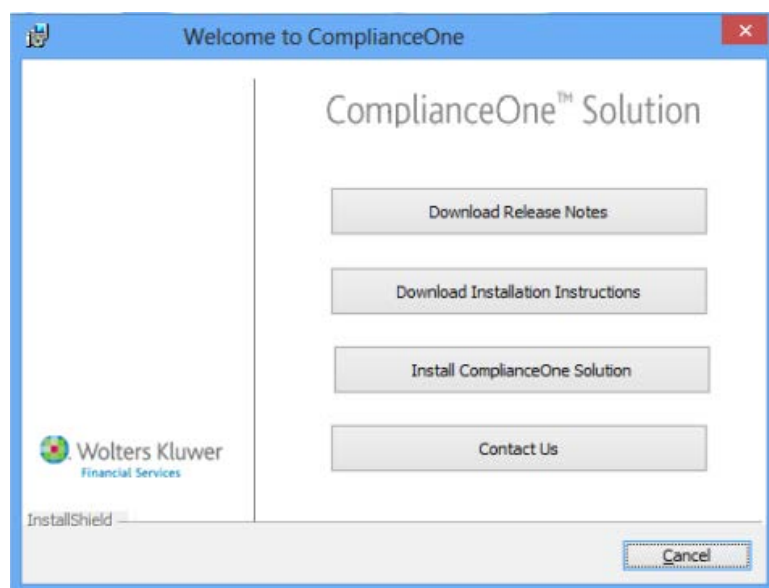 Welcome to ComplianceOne
ComplianceOne™ Solution
Download Release Notes
Download Installation Instructions
Install ComplianceOne Solution
Contact Us
Wolters Kluwer
Financial Services
InstallShield
Cancel